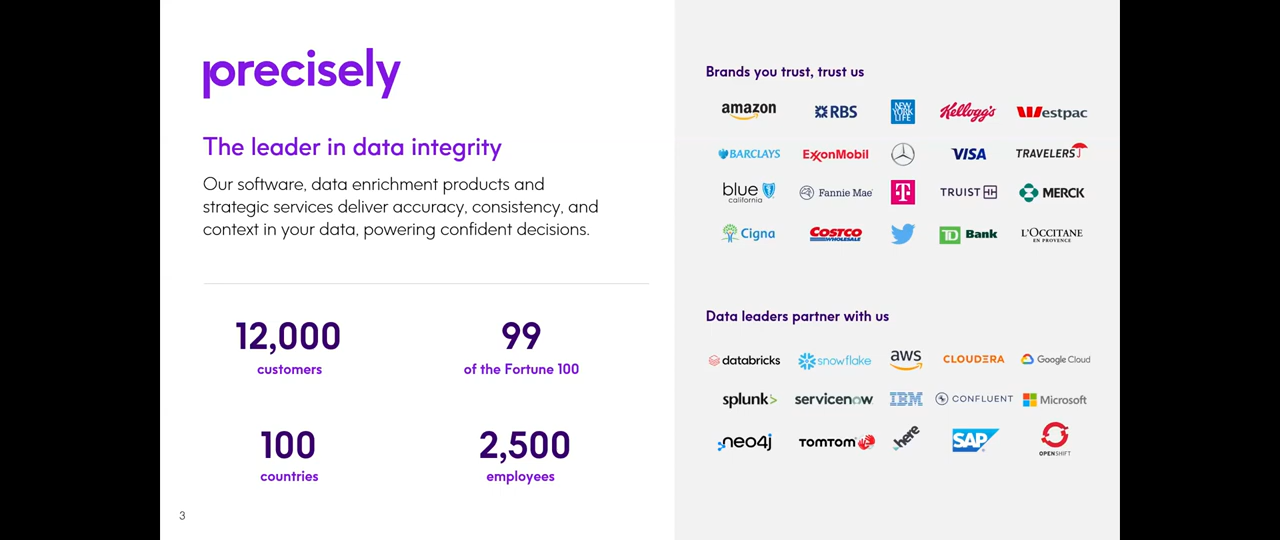 precisely
The leader in data integrity
Our software, data enrichment products and
strategic services deliver accuracy, consistency, and
context in your data, powering confident decisions.
12,000
customers
99
of the Fortune 100
100
countries
2,500
employees
3
Brands you trust, trust us
amazon RBS NEW YORK LIFE Kellogg's Westpac
BARCLAYS ExxonMobil VISA TRAVELERS
blue california Fannie Mae T TRUIST MERCK
Cigna COSTCO WHOLESALE TD Bank L'OCCITANE EN PROVENCE
Data leaders partner with us
databricks snowflake aws CLOUDERA Google Cloud
splunk> servicenow IBM CONFLUENT Microsoft
neo4j TOMTOM here SAP OPENSHIFT